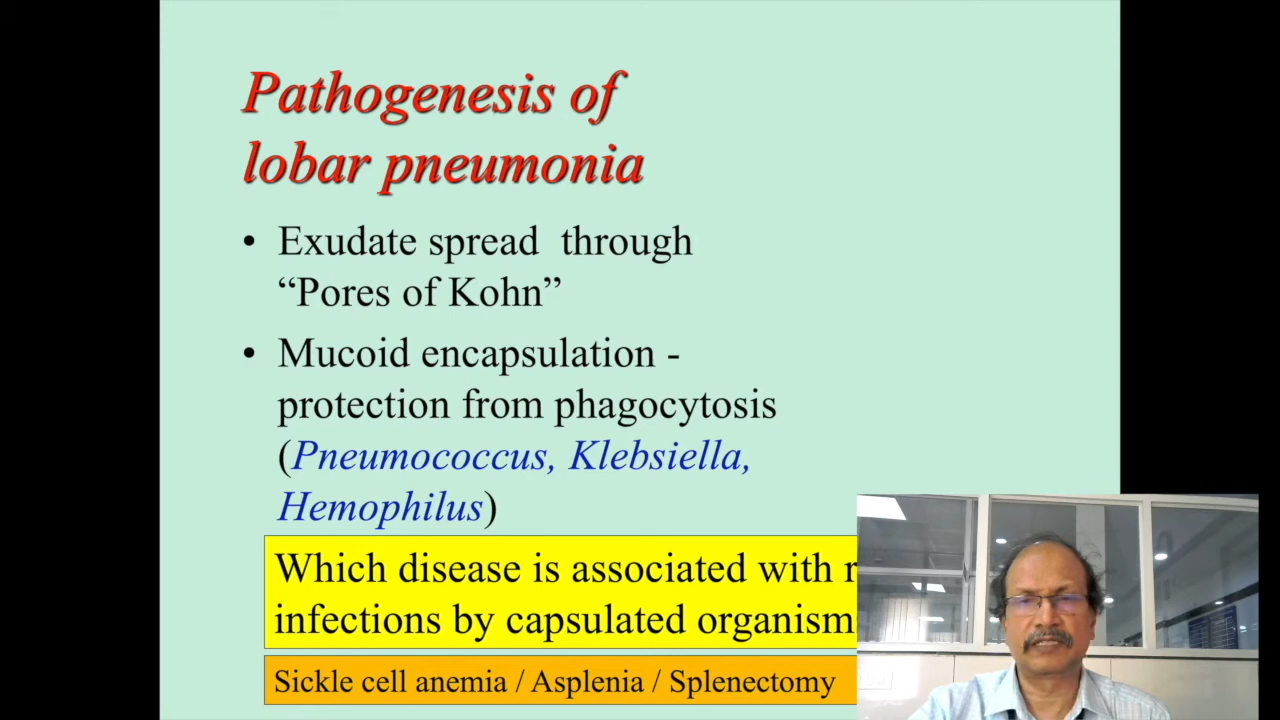 Pathogenesis of
lobar pneumonia
• Exudate spread through
“Pores of Kohn”
• Mucoid encapsulation -
protection from phagocytosis
(Pneumococcus, Klebsiella,
Hemophilus)
Which disease is associated with
infections by capsulated organism
Sickle cell anemia / Asplenia / Splenectomy